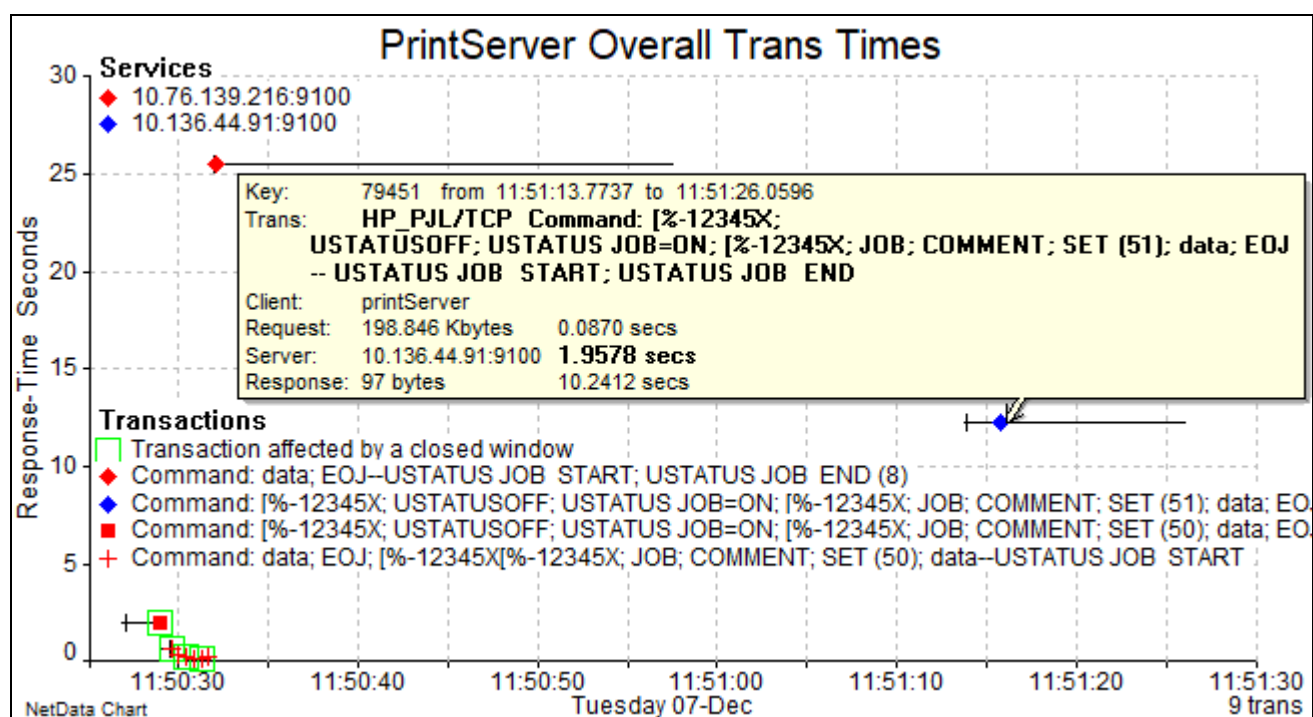 PrintServer Overall Trans Times
30
Services
10.76.139.216:9100
10.136.44.91:9100
25
Key: 79451 from 11:51:13.7737 to 11:51:26.0596
Trans: HP_PJL/TCP Command: [%-12345X;
USTATUSOFF; USTATUS JOB=ON; [%-12345X; JOB; COMMENT; SET (51); data; EOJ
-- USTATUS JOB START; USTATUS JOB END
Client: printServer
Request: 198.846 Kbytes 0.0870 secs
Server: 10.136.44.91:9100 1.9578 secs
Response: 97 bytes 10.2412 secs
20
15
Response-Time Seconds
Transactions
Transaction affected by a closed window
10
Command: data; EOJ--USTATUS JOB START; USTATUS JOB END (8)
Command: [%-12345X; USTATUSOFF; USTATUS JOB=ON; [%-12345X; JOB; COMMENT; SET (51); data; EO
Command: [%-12345X; USTATUSOFF; USTATUS JOB=ON; [%-12345X; JOB; COMMENT; SET (50); data; EO
5
Command: data; EOJ; [%-12345X[%-12345X; JOB; COMMENT; SET (50); data--USTATUS JOB START
0
11:50:30 11:50:40 11:50:50 11:51:00 11:51:10 11:51:20 11:51:30
NetData Chart Tuesday 07-Dec 9 trans